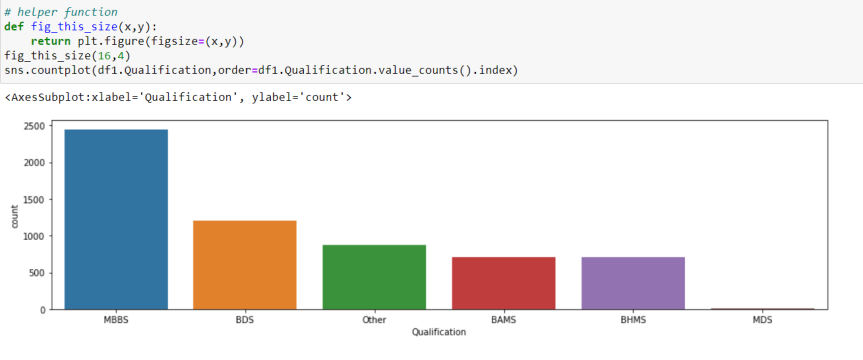 # helper function
def fig_this_size(x,y):
    return plt.figure(figsize=(x,y))
fig_this_size(16,4)
sns.countplot(df1.Qualification,order=df1.Qualification.value_counts().index)
<AxesSubplot:xlabel='Qualification', ylabel='count'>
2500
2000
1500
1000
500
0
count
MBBS BDS Other BAMS BHMS MDS
Qualification